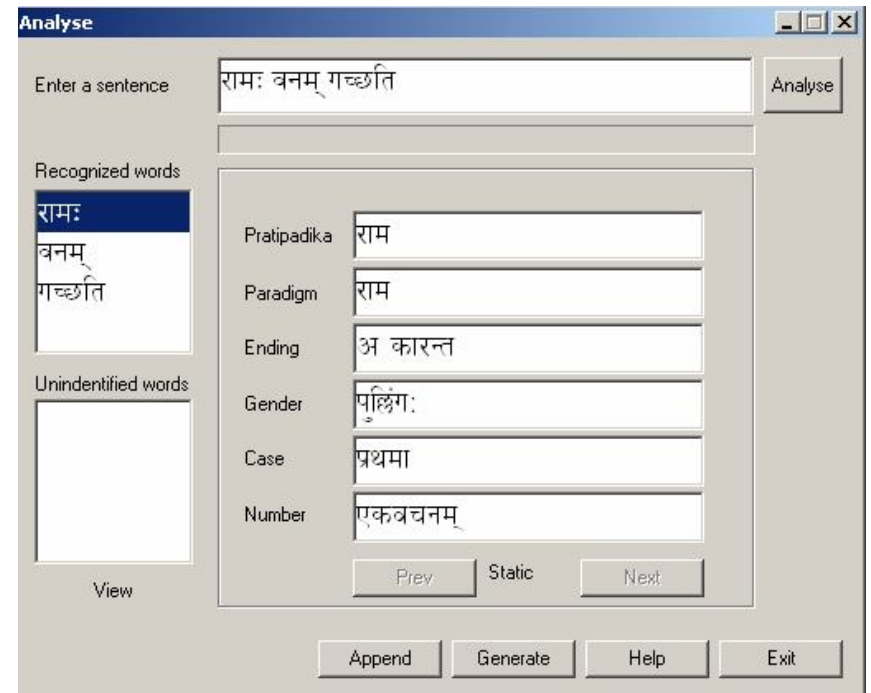 Analyse
Enter a sentence रामः वनम् गच्छति Analyse
Recognized words
रामः
वनम्
गच्छति
Unindentified words
View
Pratipadika राम
Paradigm राम
Ending अ कारन्त
Gender पुल्लिंग:
Case प्रथमा
Number एकवचनम्
Prev Static Next
Append Generate Help Exit